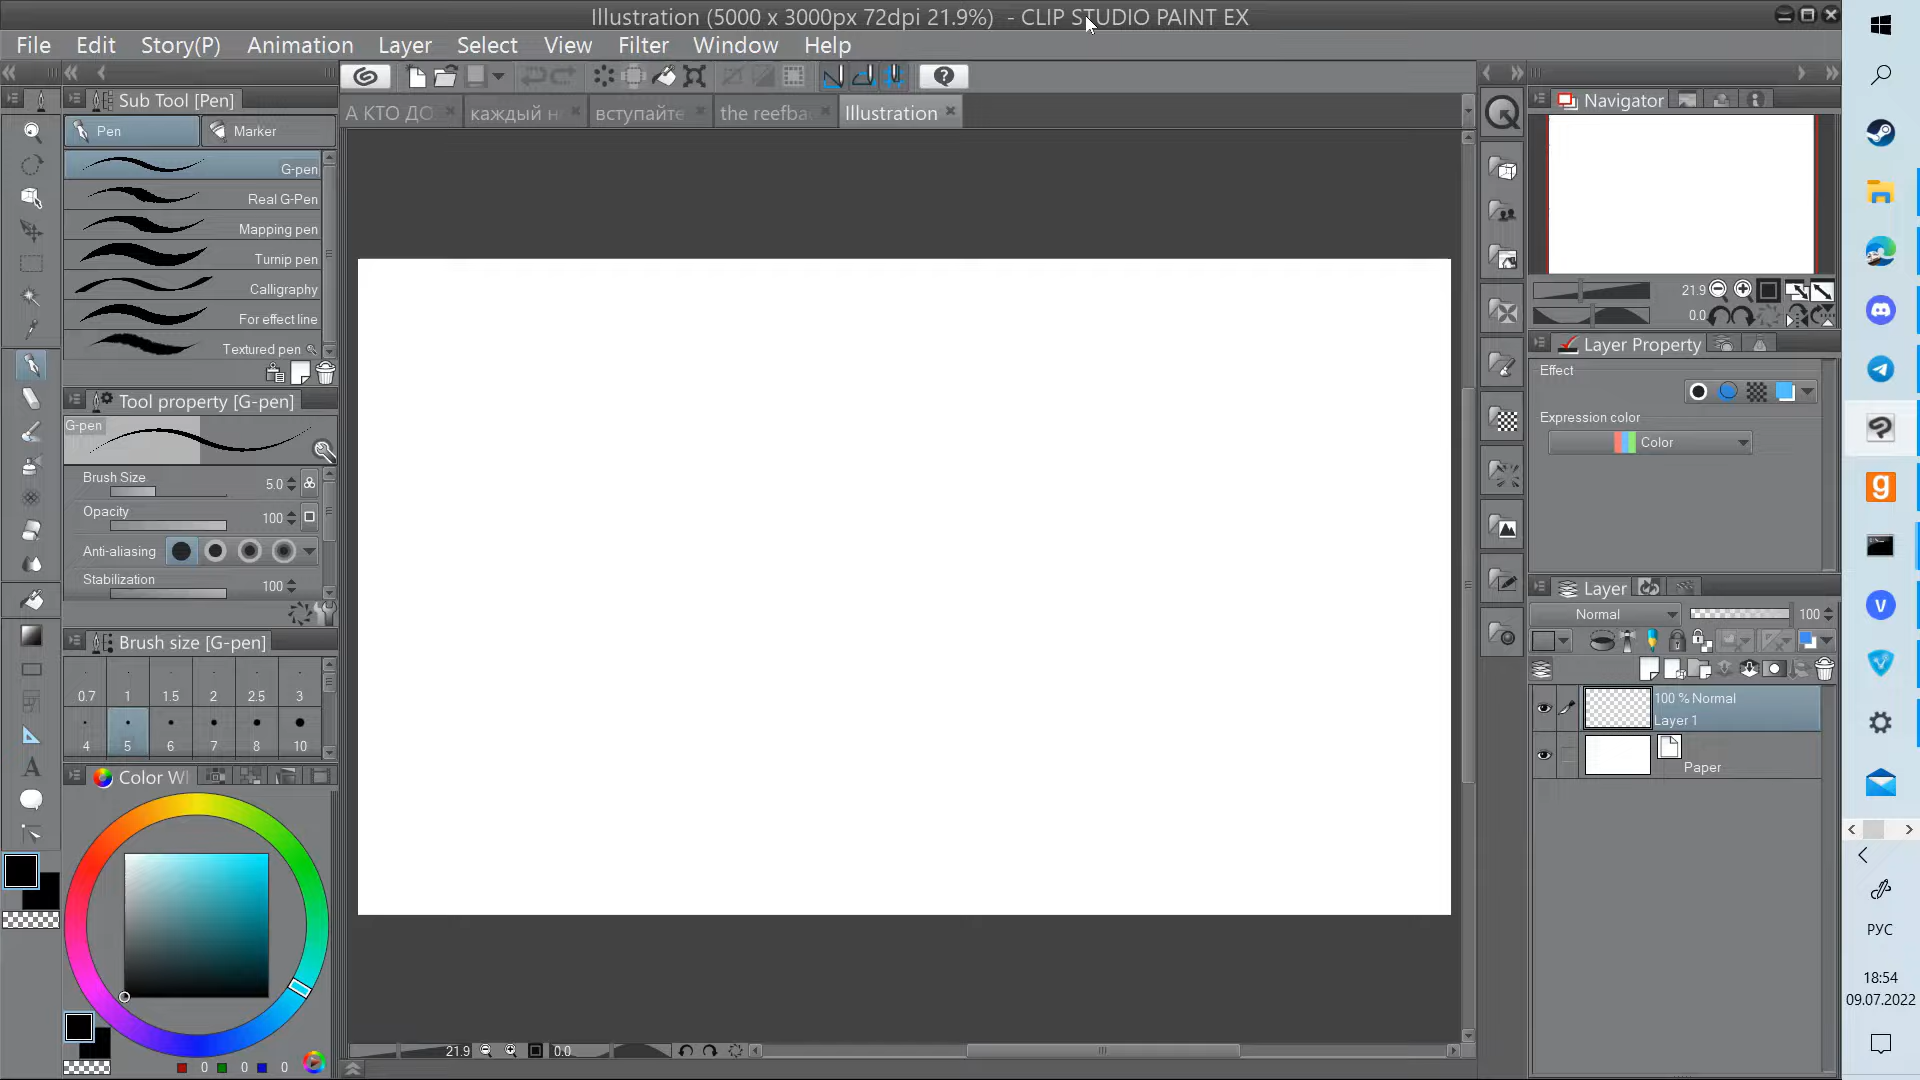 Illustration (5000 x 3000px 72dpi 21.9%) - CLIP STUDIO PAINT EX
File Edit Story(P) Animation Layer Select View Filter Window Help
А КТО ДО
каждый н
вступайте
the reefba
Illustration
Sub Tool [Pen]
Pen
Marker
G-pen
Real G-Pen
Mapping pen
Turnip pen
Calligraphy
For effect line
Textured pen
Tool property [G-pen]
G-pen
Brush Size 5.0
Opacity 100
Anti-aliasing
Stabilization 100
Brush size [G-pen]
0.7 1 1.5 2 2.5 3
4 5 6 7 8 10
Color W
0 0 0
21.9 0.0
Navigator
21.9
0.0
Layer Property
Effect
Expression color
Color
Layer
Normal 100
100 % Normal
Layer 1
Paper
РУС
18:54
09.07.2022